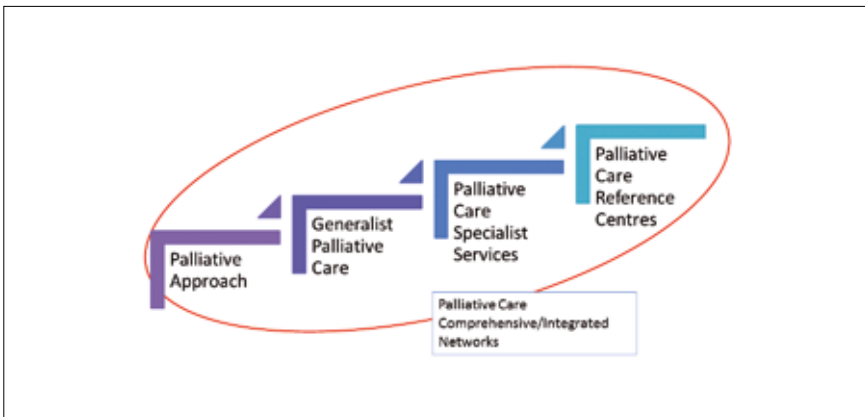 Palliative
Approach
Generalist
Palliative
Care
Palliative
Care
Specialist
Services
Palliative
Care
Reference
Centres
Palliative Care
Comprehensive/Integrated
Networks